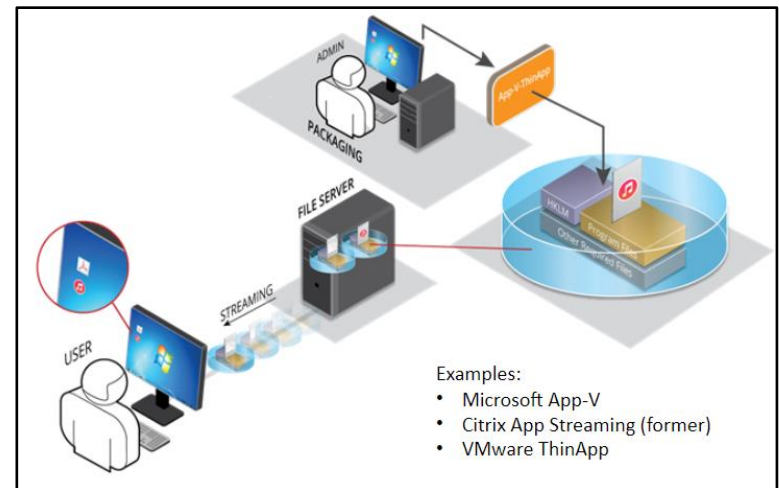 ADMIN
PACKAGING
App-V-ThinApp
FILE SERVER
HKLM
Program Files
Other Required Files
STREAMING
USER
Examples:
• Microsoft App-V
• Citrix App Streaming (former)
• VMware ThinApp